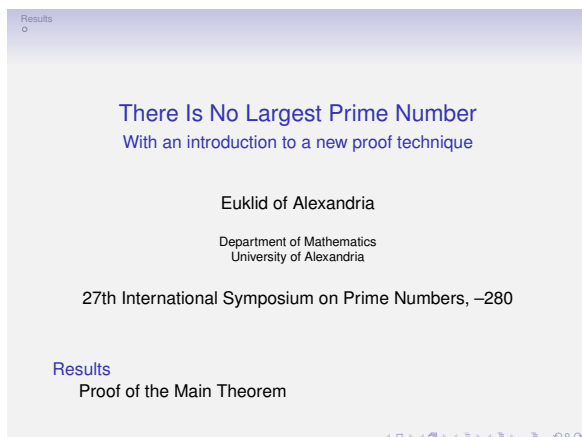 Results
There Is No Largest Prime Number
With an introduction to a new proof technique
Euklid of Alexandria
Department of Mathematics
University of Alexandria
27th International Symposium on Prime Numbers, –280
Results
Proof of the Main Theorem